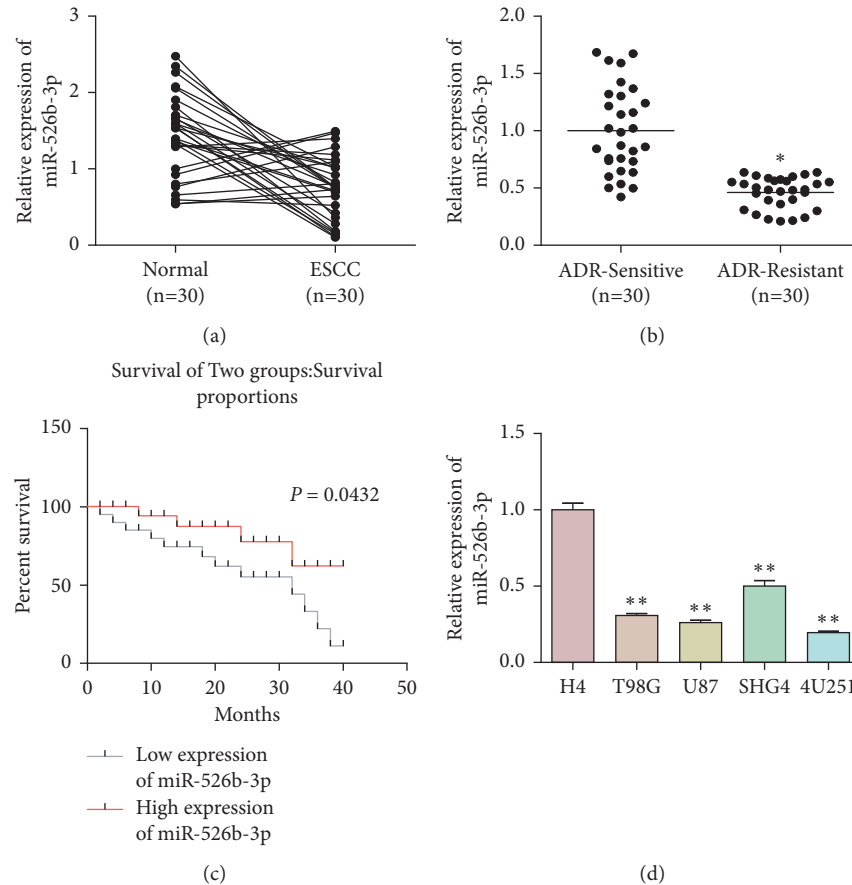 Relative expression of
miR-526b-3p
3
2
1
0
Normal
(n=30)
ESCC
(n=30)
(a)
Relative expression of
miR-526b-3p
2.0
1.5
1.0
0.5
0.0
*
ADR-Sensitive
(n=30)
ADR-Resistant
(n=30)
(b)
Survival of Two groups:Survival
proportions
Percent survival
150
100
50
0
P = 0.0432
0 10 20 30 40 50
Months
Low expression
of miR-526b-3p
High expression
of miR-526b-3p
(c)
Relative expression of
miR-526b-3p
1.5
1.0
0.5
0.0
** ** ** **
H4 T98G U87 SHG4 4U251
(d)